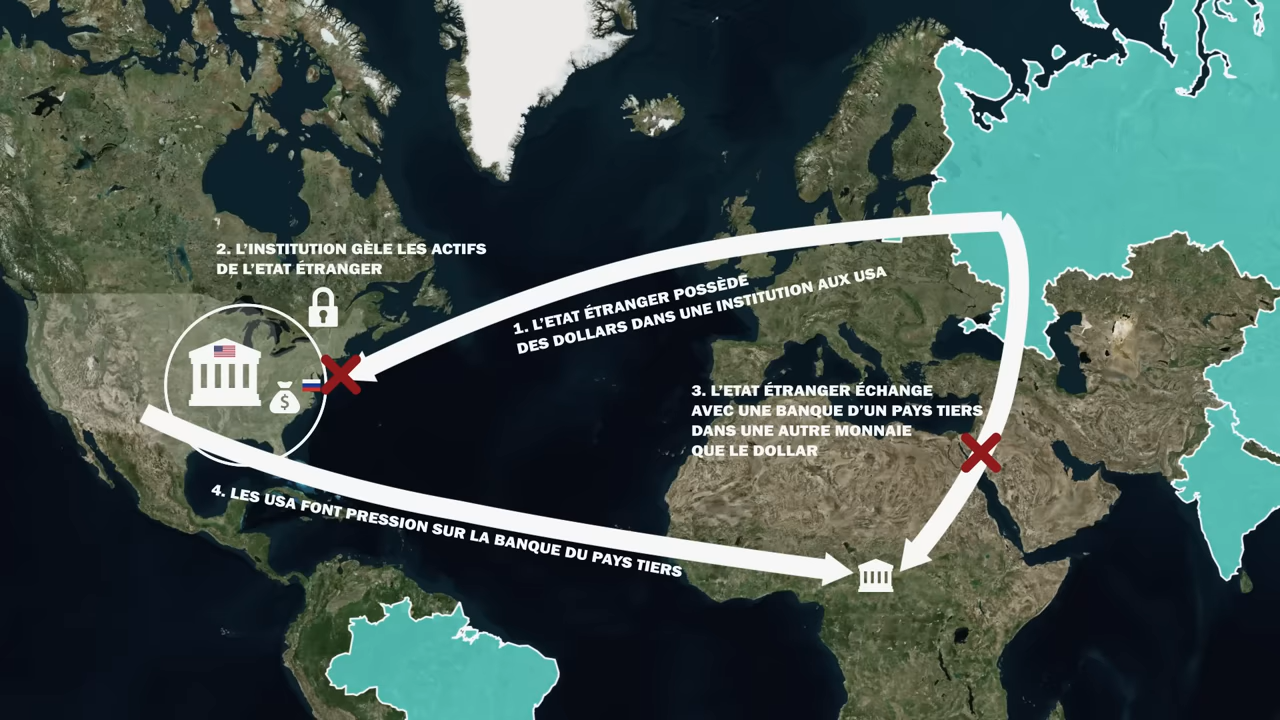 1. L'ETAT ÉTRANGER POSSÈDE
DES DOLLARS DANS UNE INSTITUTION AUX USA
2. L'INSTITUTION GÈLE LES ACTIFS
DE L'ETAT ÉTRANGER
$
3. L'ETAT ÉTRANGER ÉCHANGE
AVEC UNE BANQUE D'UN PAYS TIERS
DANS UNE AUTRE MONNAIE
QUE LE DOLLAR
4. LES USA FONT PRESSION SUR LA BANQUE DU PAYS TIERS